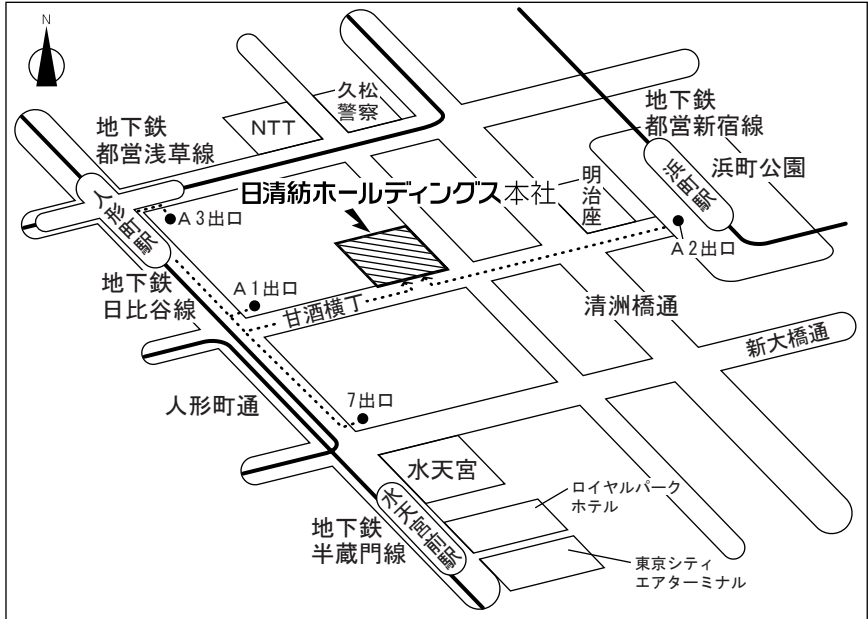 N
久松
警察
NTT
地下鉄
都営浅草線
地下鉄
都営新宿線
浜町公園
浜町駅
明治座
日清紡ホールディングス本社
人形町駅
A3出口
A2出口
地下鉄
日比谷線
A1出口
甘酒横丁
清洲橋通
新大橋通
人形町通
7出口
水天宮
水天宮前駅
ロイヤルパーク
ホテル
地下鉄
半蔵門線
東京シティ
エアターミナル